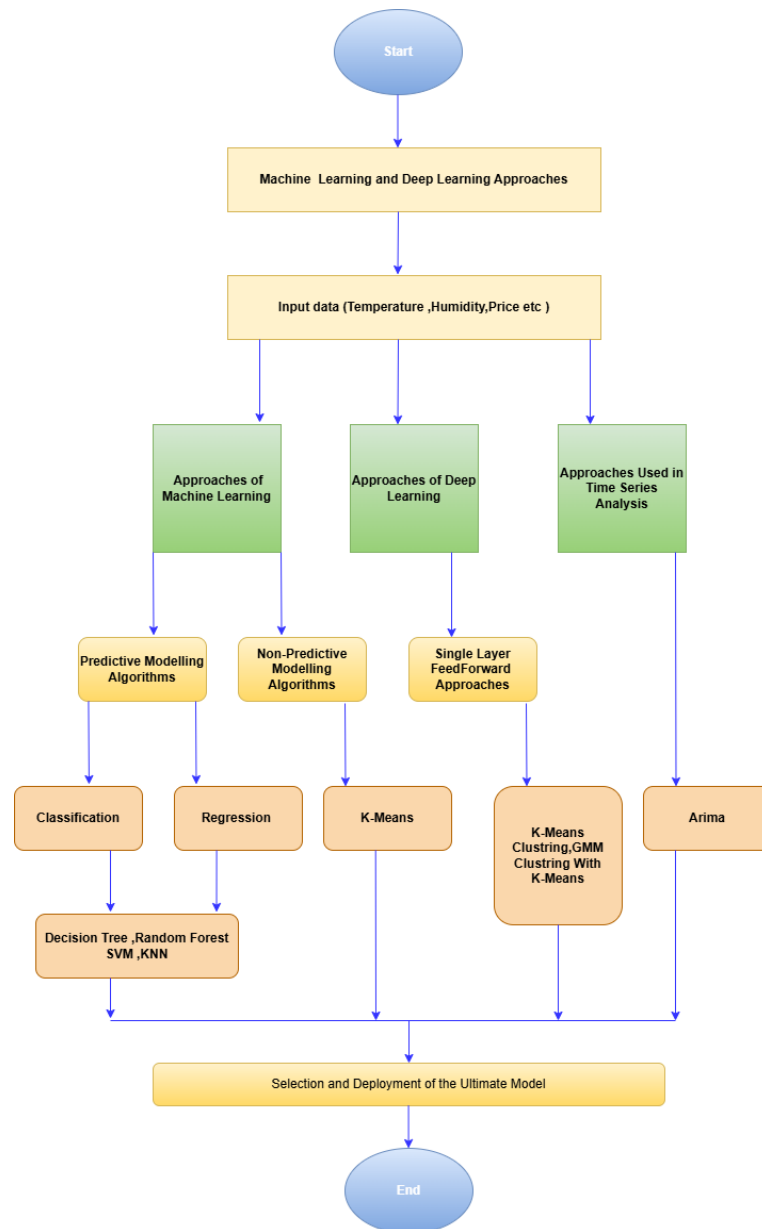 Start
Machine  Learning and Deep Learning Approaches
Input data (Temperature ,Humidity,Price etc )
Approaches of
Machine Learning
Approaches of Deep
Learning
Approaches Used in
Time Series
Analysis
Predictive Modelling
Algorithms
Non-Predictive
Modelling
Algorithms
Single Layer
FeedForward
Approaches
Classification
Regression
K-Means
K-Means
Clustring,GMM
Clustring With
K-Means
Arima
Decision Tree ,Random Forest
SVM ,KNN
Selection and Deployment of the Ultimate Model
End